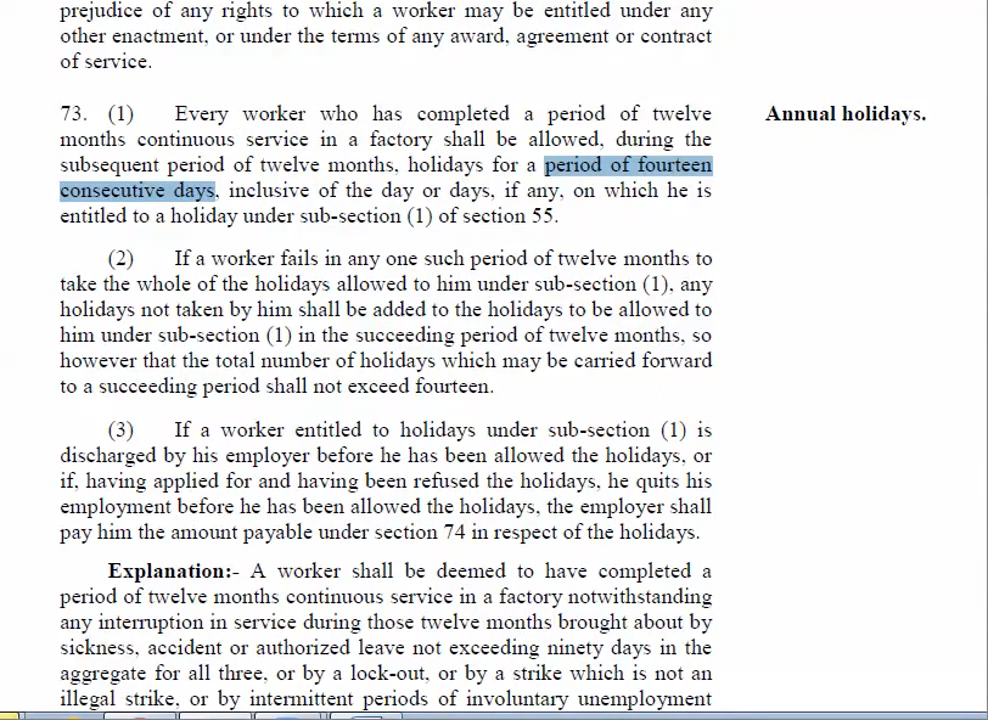 prejudice of any rights to which a worker may be entitled under any
other enactment, or under the terms of any award, agreement or contract
of service.
73. (1) Every worker who has completed a period of twelve
Annual holidays.
months continuous service in a factory shall be allowed, during the
subsequent period of twelve months, holidays for a period of fourteen
consecutive days, inclusive of the day or days, if any, on which he is
entitled to a holiday under sub-section (1) of section 55.
(2) If a worker fails in any one such period of twelve months to
take the whole of the holidays allowed to him under sub-section (1), any
holidays not taken by him shall be added to the holidays to be allowed to
him under sub-section (1) in the succeeding period of twelve months, so
however that the total number of holidays which may be carried forward
to a succeeding period shall not exceed fourteen.
(3) If a worker entitled to holidays under sub-section (1) is
discharged by his employer before he has been allowed the holidays, or
if, having applied for and having been refused the holidays, he quits his
employment before he has been allowed the holidays, the employer shall
pay him the amount payable under section 74 in respect of the holidays.
Explanation:- A worker shall be deemed to have completed a
period of twelve months continuous service in a factory notwithstanding
any interruption in service during those twelve months brought about by
sickness, accident or authorized leave not exceeding ninety days in the
aggregate for all three, or by a lock-out, or by a strike which is not an
illegal strike, or by intermittent periods of involuntary unemployment